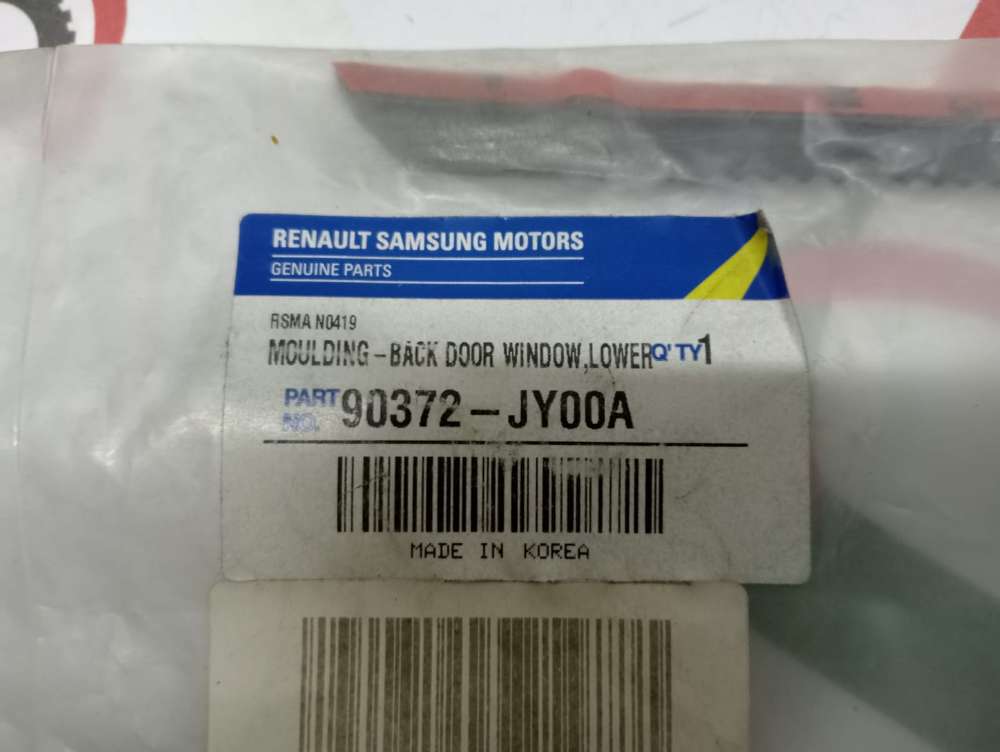 RENAULT SAMSUNG MOTORS
GENUINE PARTS
RSMA N0419
MOULDING-BACK DOOR WINDOW,LOWER Q'TY 1
PART NO. 90372-JY00A
MADE IN KOREA